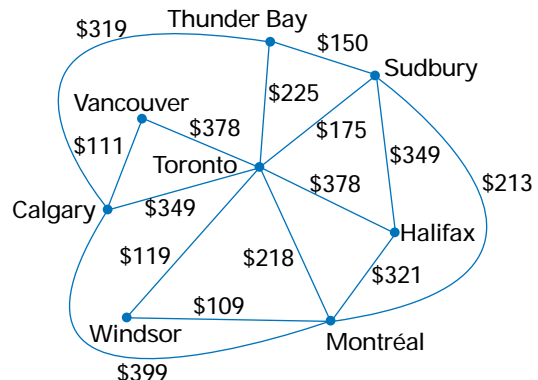 Thunder Bay
$319
$150
Sudbury
$225
Vancouver
$378
$175
$111
Toronto
$349
$378
$213
Calgary
$349
Halifax
$119
$218
$321
$109
Windsor
Montréal
$399